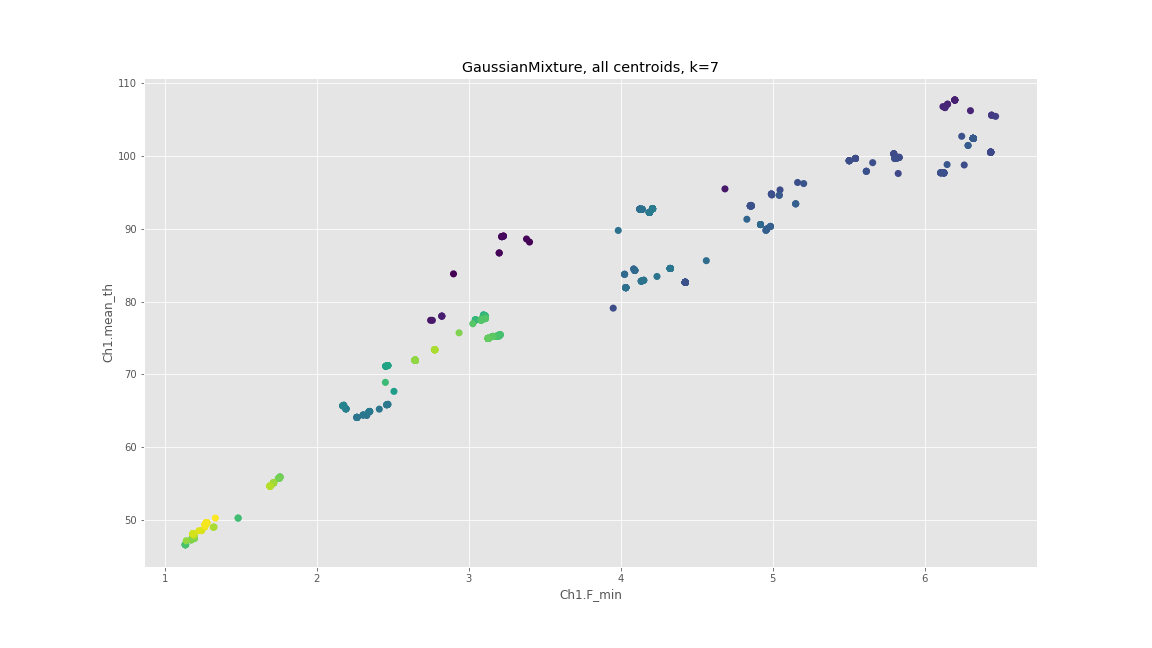 GaussianMixture, all centroids, k=7
110
100
90
80
70
60
50
Ch1.mean_th
1 2 3 4 5 6
Ch1.F_min